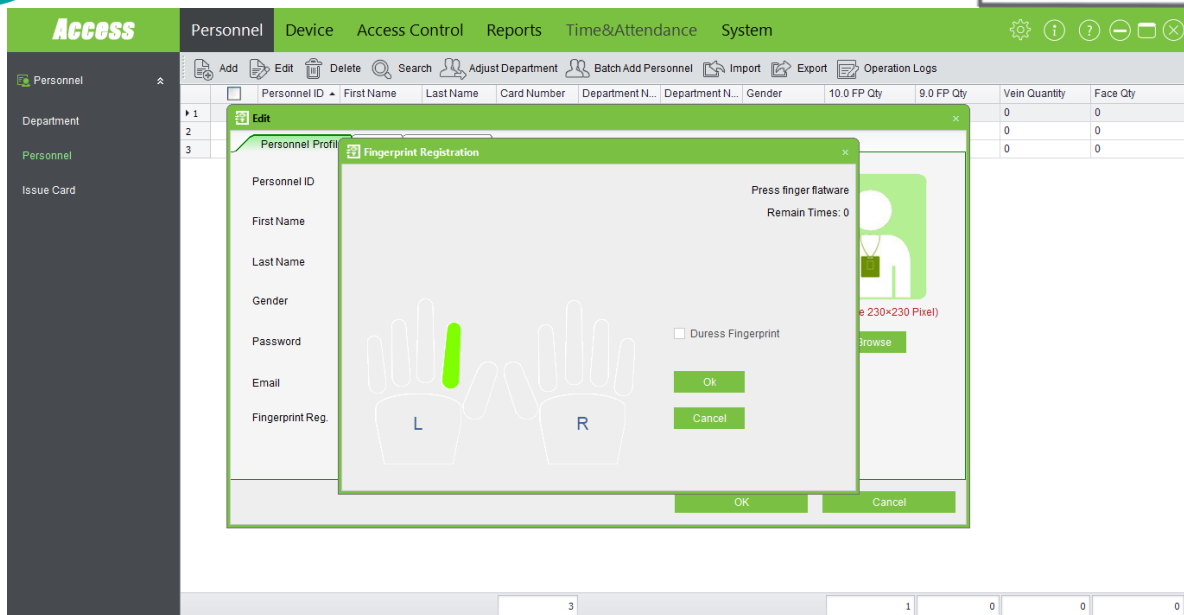 Access
Personnel Device Access Control Reports Time&Attendance System
Personnel
Department
Personnel
Issue Card
Add Edit Delete Search Adjust Department Batch Add Personnel Import Export Operation Logs
Personnel ID First Name Last Name Card Number Department N... Department N... Gender 10.0 FP Qty 9.0 FP Qty Vein Quantity Face Qty
1 0 0
2 0 0
3 0 0
Edit
Personnel Profil
Fingerprint Registration
Personnel ID
First Name
Last Name
Gender
Password
Email
Fingerprint Reg.
Press finger flatware
Remain Times: 0
L
R
Duress Fingerprint
Ok
Cancel
e 230×230 Pixel)
Browse
OK
Cancel
3 1 0 0 0